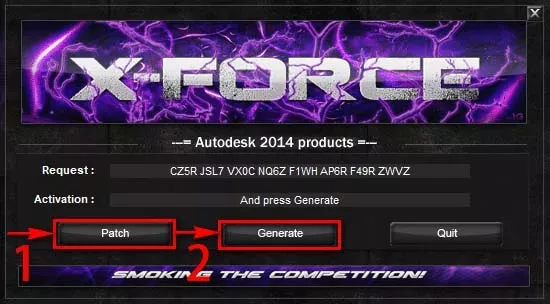 X-FORCE
---= Autodesk 2014 products =---
Request : CZ5R JSL7 VX0C NQ6Z F1WH AP6R F49R ZWVZ
Activation : And press Generate
1 Patch 2 Generate Quit
SMOKING THE COMPETITION!